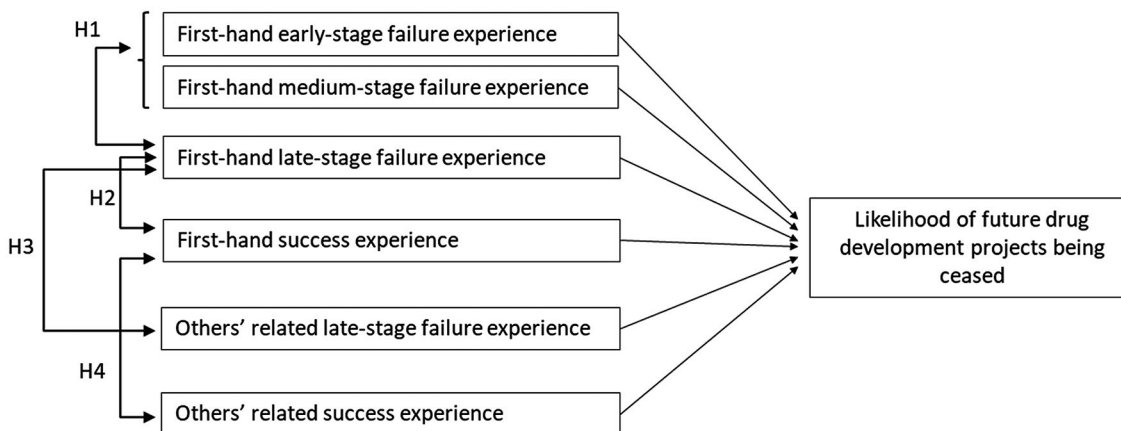 H1
First-hand early-stage failure experience
First-hand medium-stage failure experience
First-hand late-stage failure experience
H2
First-hand success experience
H3
Others’ related late-stage failure experience
H4
Others’ related success experience
Likelihood of future drug
development projects being
ceased